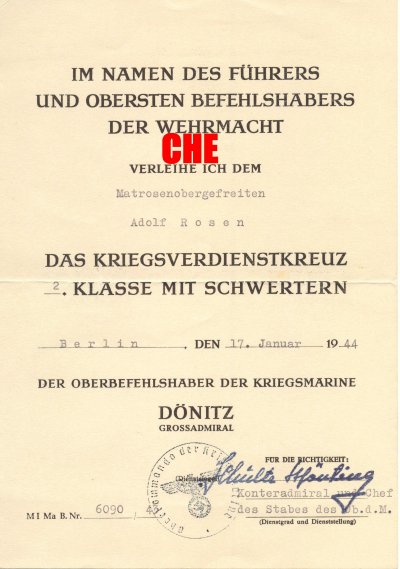 IM NAMEN DES FÜHRERS
UND OBERSTEN BEFEHLSHABERS
DER WEHRMACHT
CHE
VERLEIHE ICH DEM
Matrosenobergefreiten
Adolf Rosen
DAS KRIEGSVERDIENSTKREUZ
2. KLASSE MIT SCHWERTERN
Berlin, DEN 17. Januar 1944
DER OBERBEFEHLSHABER DER KRIEGSMARINE
DÖNITZ
GROSSADMIRAL
FÜR DIE RICHTIGKEIT:
Konteradmiral und Chef
des Stabes des Ob.d.M.
(Dienstgrad und Dienststellung)
M I Ma B. Nr. 6090 /
Oberkommando der